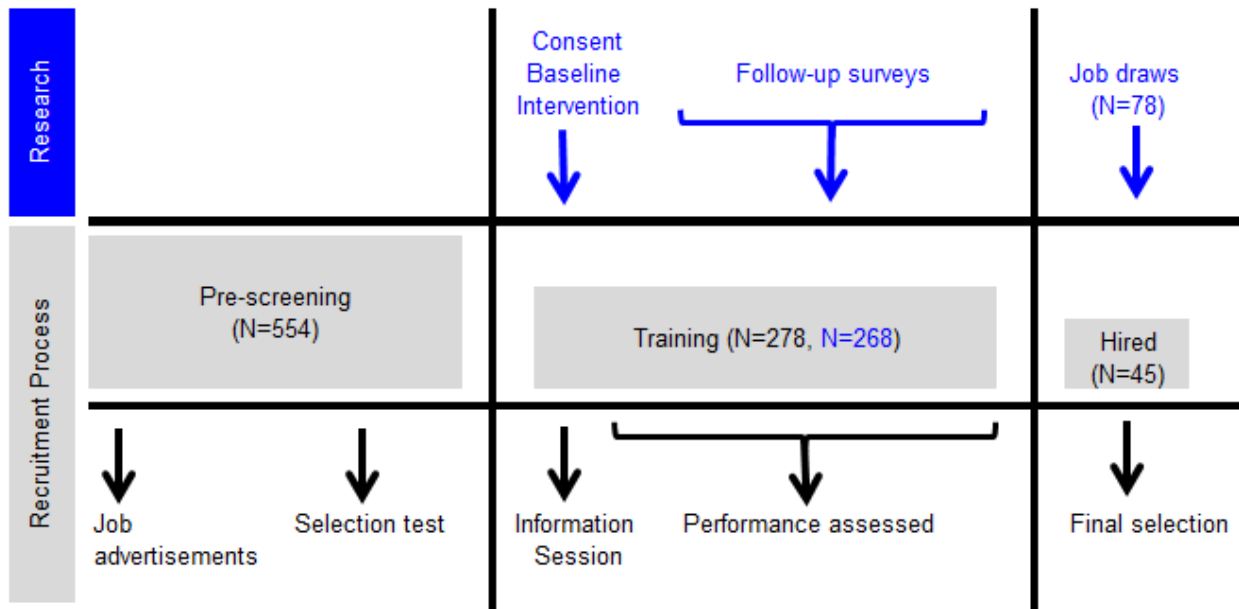 Research
Consent
Baseline
Intervention
Follow-up surveys
Job draws
(N=78)
Recruitment Process
Pre-screening
(N=554)
Training (N=278, N=268)
Hired
(N=45)
Job
advertisements
Selection test
Information
Session
Performance assessed
Final selection